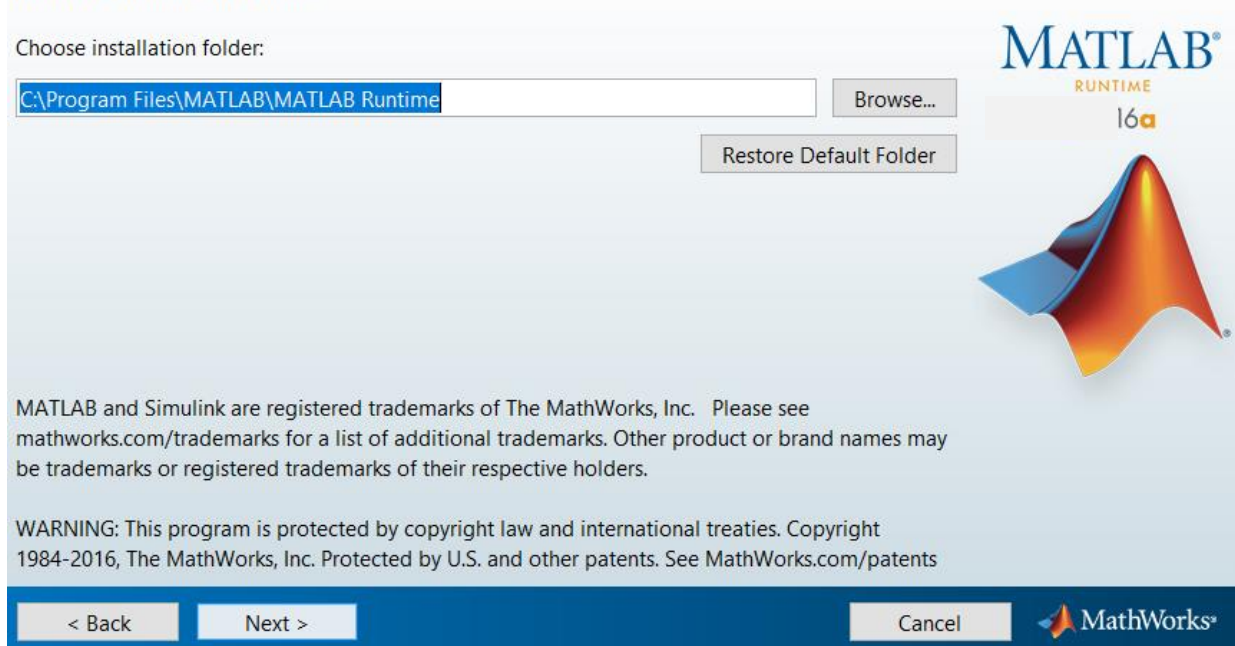 Choose installation folder:
C:\Program Files\MATLAB\MATLAB Runtime
Browse...
Restore Default Folder
MATLAB®
RUNTIME
16a
®
MATLAB and Simulink are registered trademarks of The MathWorks, Inc.   Please see
mathworks.com/trademarks for a list of additional trademarks. Other product or brand names may
be trademarks or registered trademarks of their respective holders.
WARNING: This program is protected by copyright law and international treaties. Copyright
1984-2016, The MathWorks, Inc. Protected by U.S. and other patents. See MathWorks.com/patents
< Back
Next >
Cancel
MathWorks®